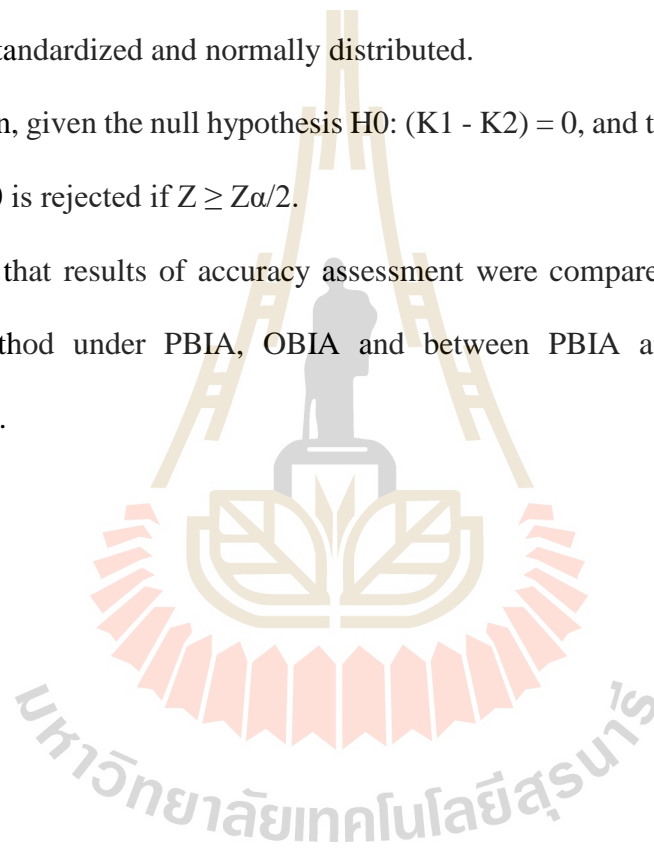 tandardized and normally distributed.
n, given the null hypothesis H0: (K1 - K2) = 0, and t
) is rejected if Z ≥ Zα/2.
that results of accuracy assessment were compare
thod under PBIA, OBIA and between PBIA a
.
มหาวิทยาลัยเทคโนโลยีสุรนารี